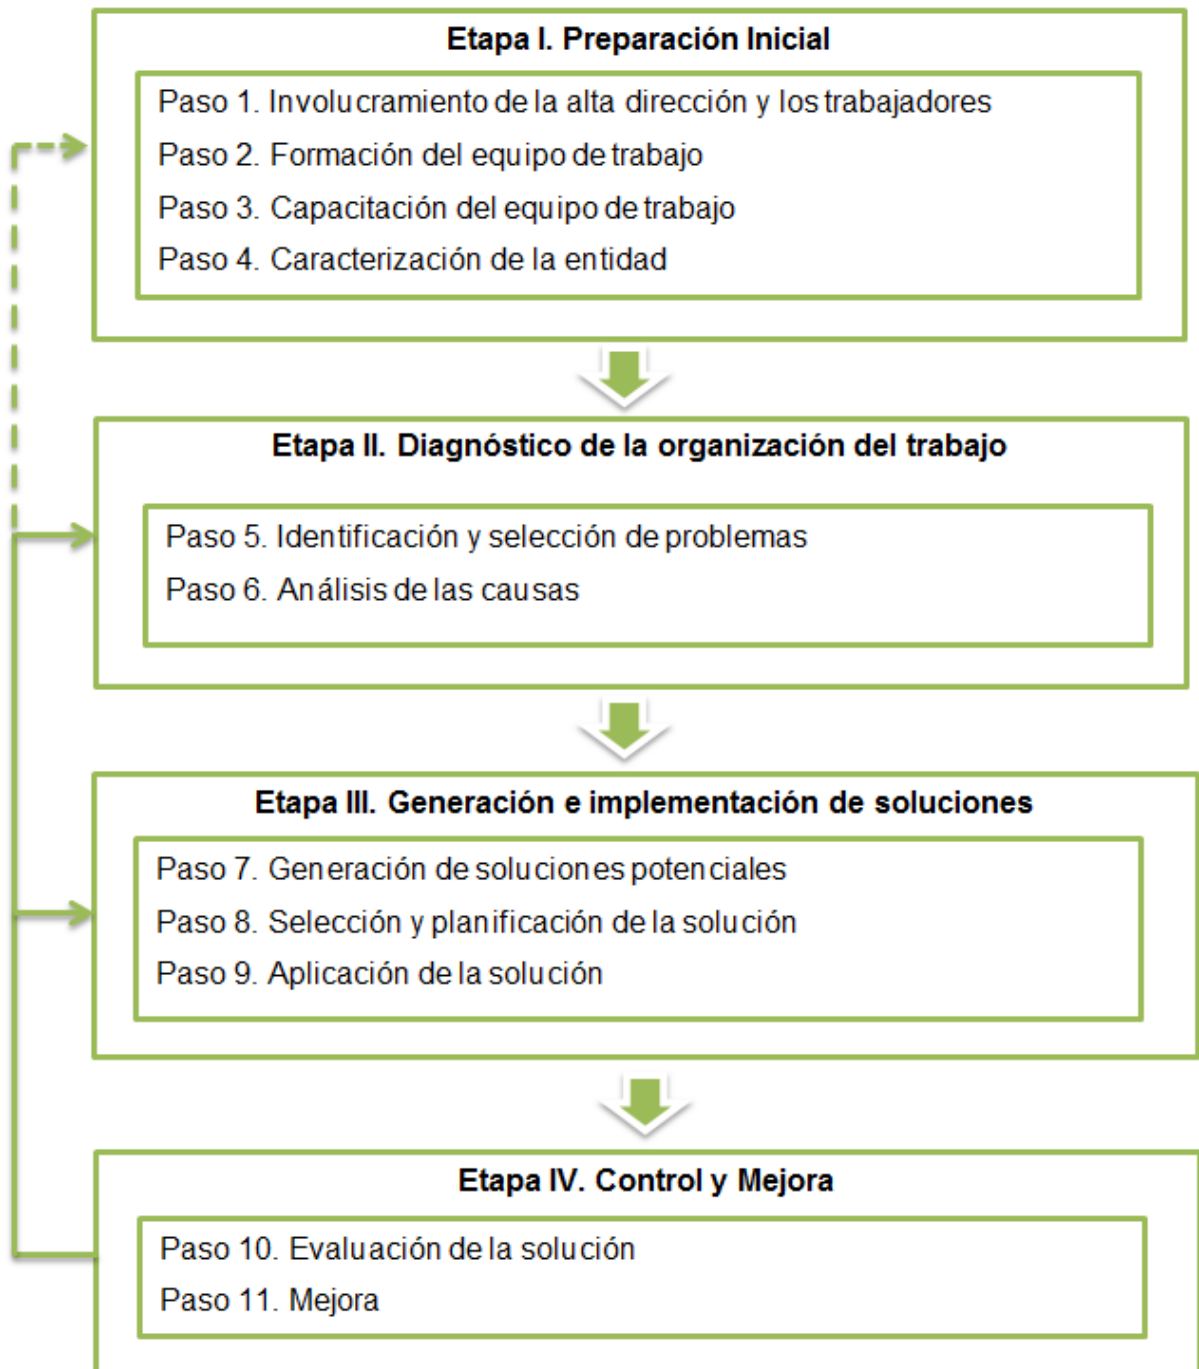 Etapa I. Preparación Inicial
Paso 1. Involucramiento de la alta dirección y los trabajadores
Paso 2. Formación del equipo de trabajo
Paso 3. Capacitación del equipo de trabajo
Paso 4. Caracterización de la entidad
Etapa II. Diagnóstico de la organización del trabajo
Paso 5. Identificación y selección de problemas
Paso 6. Análisis de las causas
Etapa III. Generación e implementación de soluciones
Paso 7. Generación de soluciones potenciales
Paso 8. Selección y planificación de la solución
Paso 9. Aplicación de la solución
Etapa IV. Control y Mejora
Paso 10. Evaluación de la solución
Paso 11. Mejora